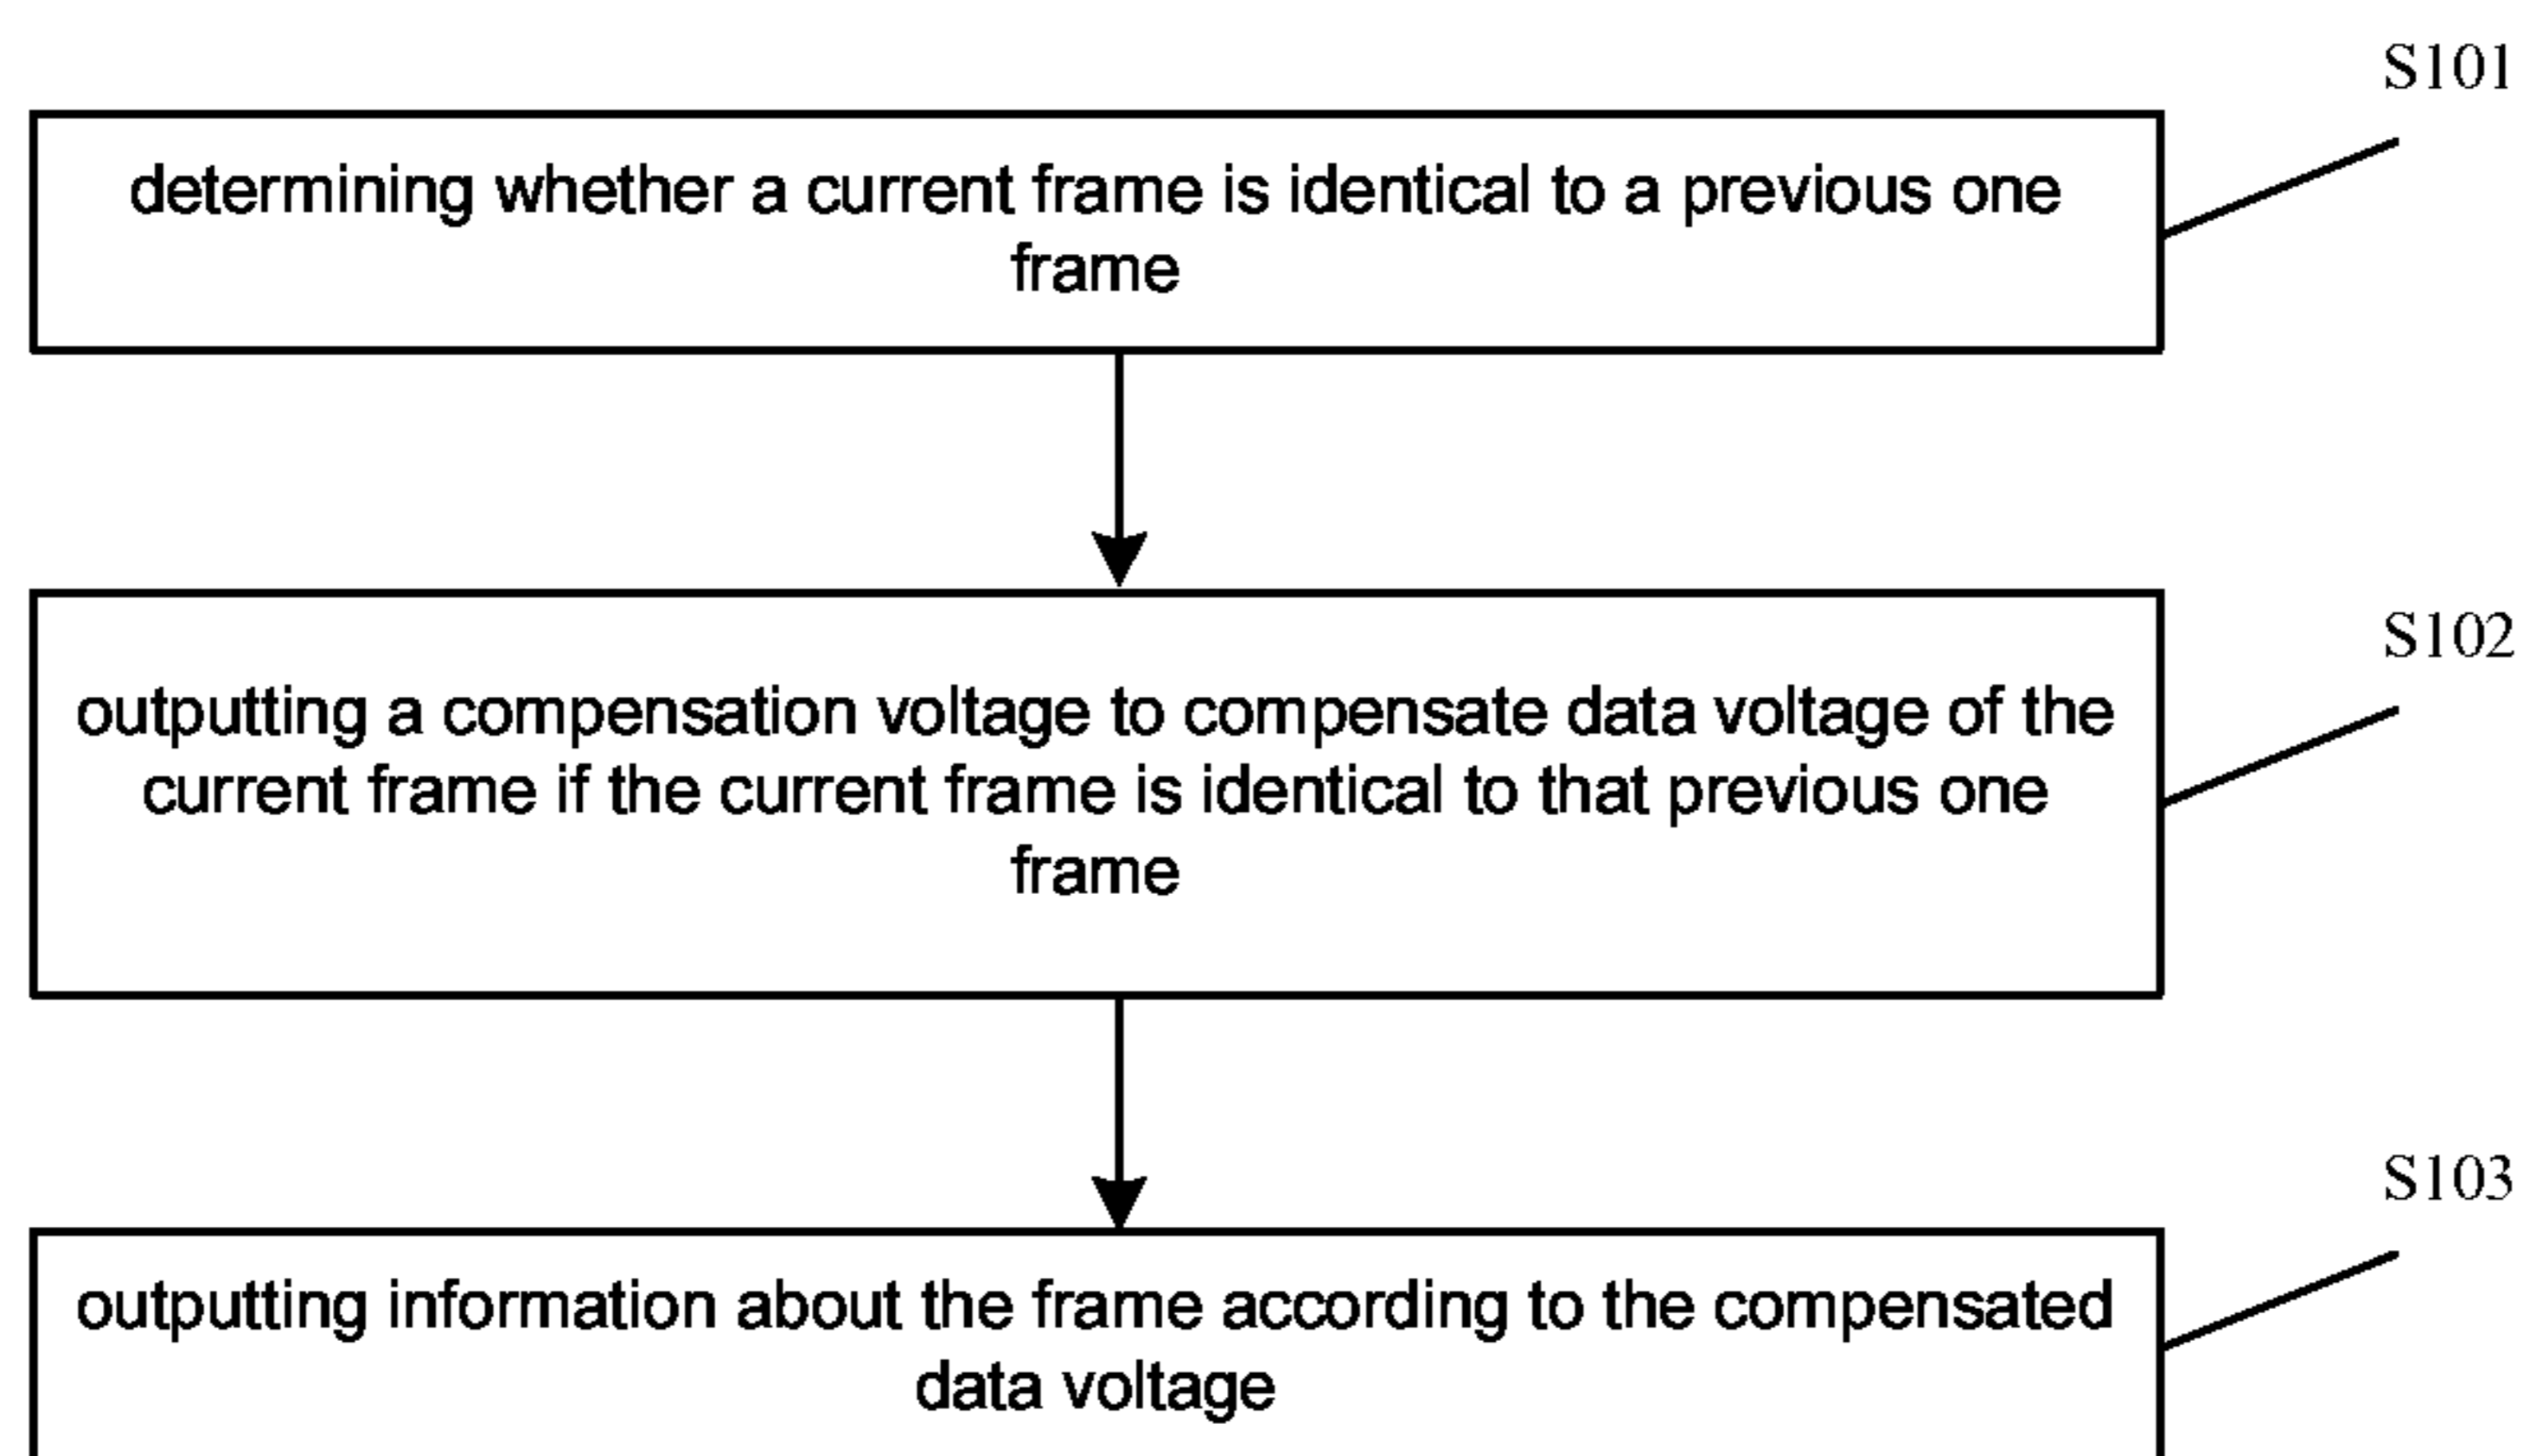 S101
determining whether a current frame is identical to a previous one
frame
S102
outputting a compensation voltage to compensate data voltage of the
current frame if the current frame is identical to that previous one
frame
S103
outputting information about the frame according to the compensated
data voltage